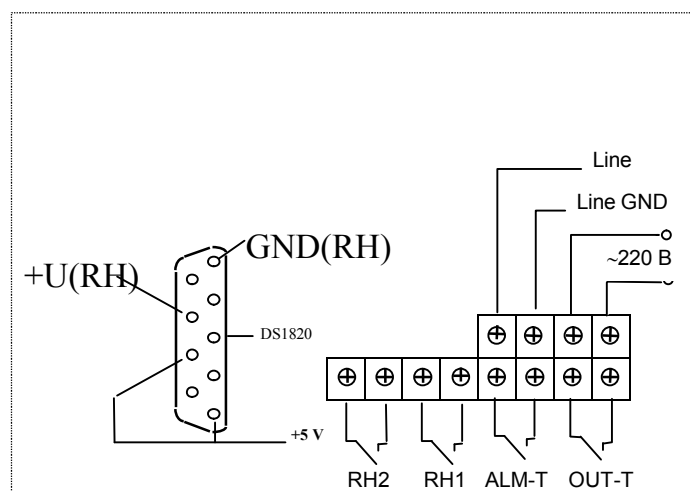 Line
Line GND
GND(RH)
~220 В
+U(RH)
DS1820
+5 V
RH2
RH1
ALM-T
OUT-T